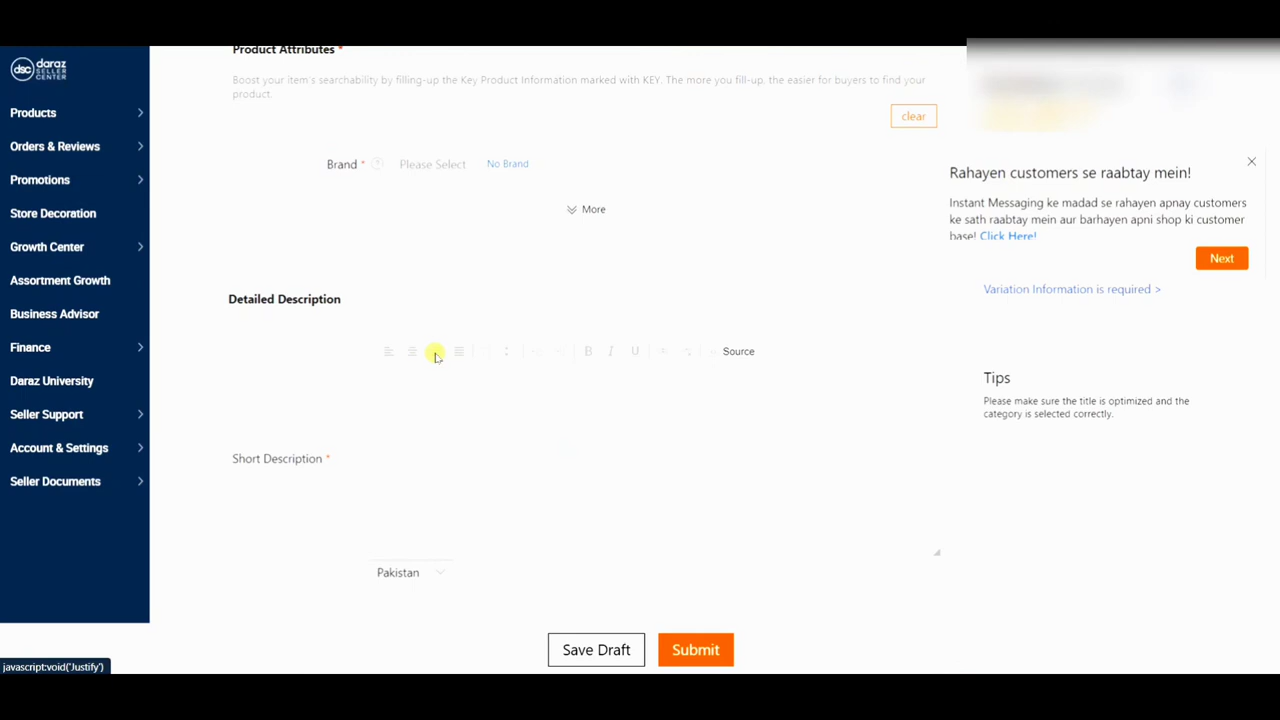 Product Attributes *
Boost your item's searchability by filling-up the Key Product Information marked with KEY. The more you fill-up, the easier for buyers to find your
product.
clear
Brand * ? Please Select No Brand
More
Detailed Description
B I U Source
Short Description *
Pakistan
Save Draft Submit
dsc daraz
SELLER
CENTER
Products
Orders & Reviews
Promotions
Store Decoration
Growth Center
Assortment Growth
Business Advisor
Finance
Daraz University
Seller Support
Account & Settings
Seller Documents
javascript:void('Justify')
Rahayen customers se raabtay mein!
Instant Messaging ke madad se rahayen apnay customers
ke sath raabtay mein aur barhayen apni shop ki customer
base! Click Here!
Next
Variation Information is required >
Tips
Please make sure the title is optimized and the
category is selected correctly.